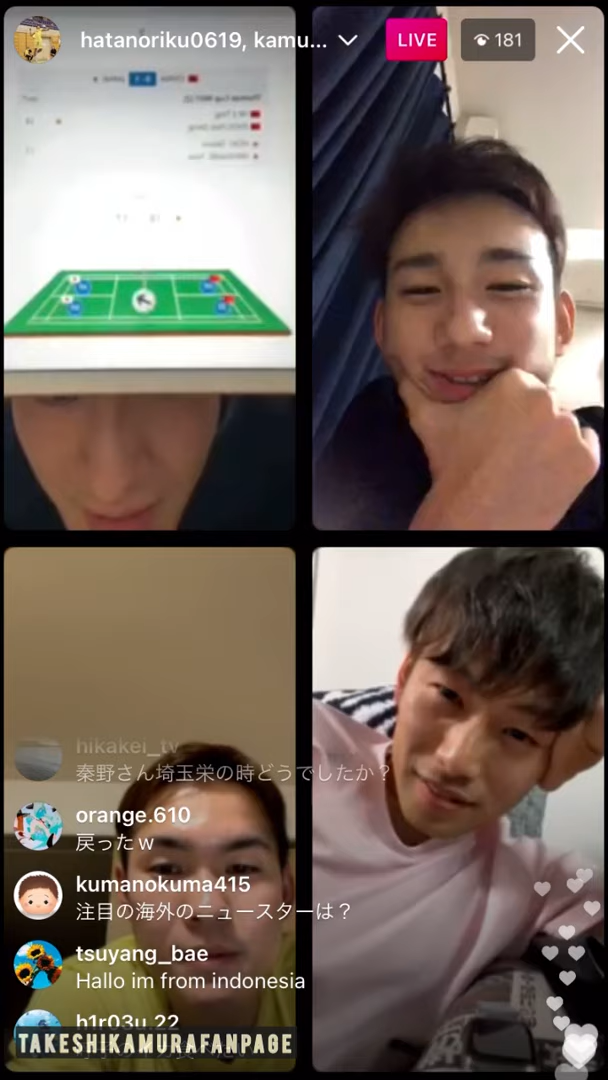 hatanoriku0619, kamu...
LIVE
181
hikakei_tv
秦野さん埼玉栄の時どうでしたか？
orange.610
戻ったｗ
kumanokuma415
注目の海外のニュースターは？
tsuyang_bae
Hallo im from indonesia
h1r03u_22
TAKESHIKAMURAFANPAGE